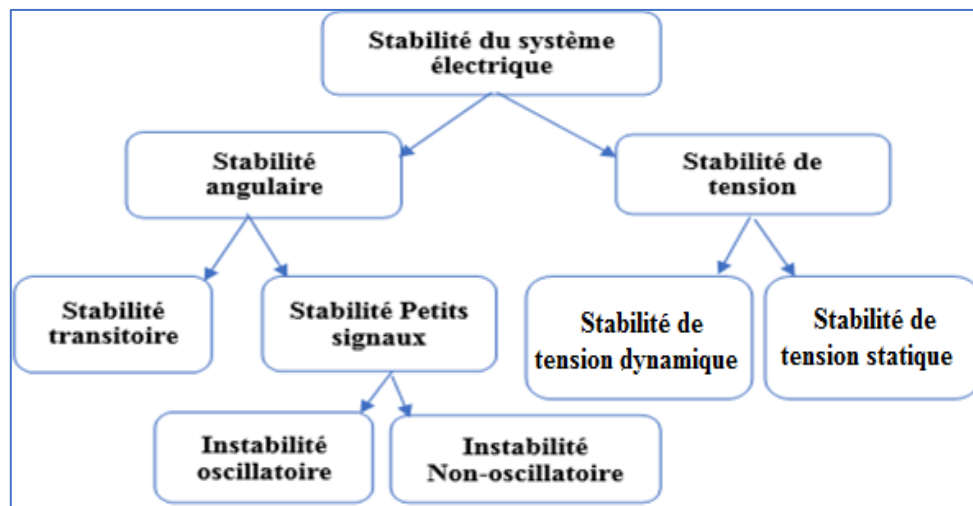 Stabilité du système
électrique
Stabilité
angulaire
Stabilité de
tension
Stabilité
transitoire
Stabilité Petits
signaux
Stabilité de
tension dynamique
Stabilité de
tension statique
Instabilité
oscillatoire
Instabilité
Non-oscillatoire